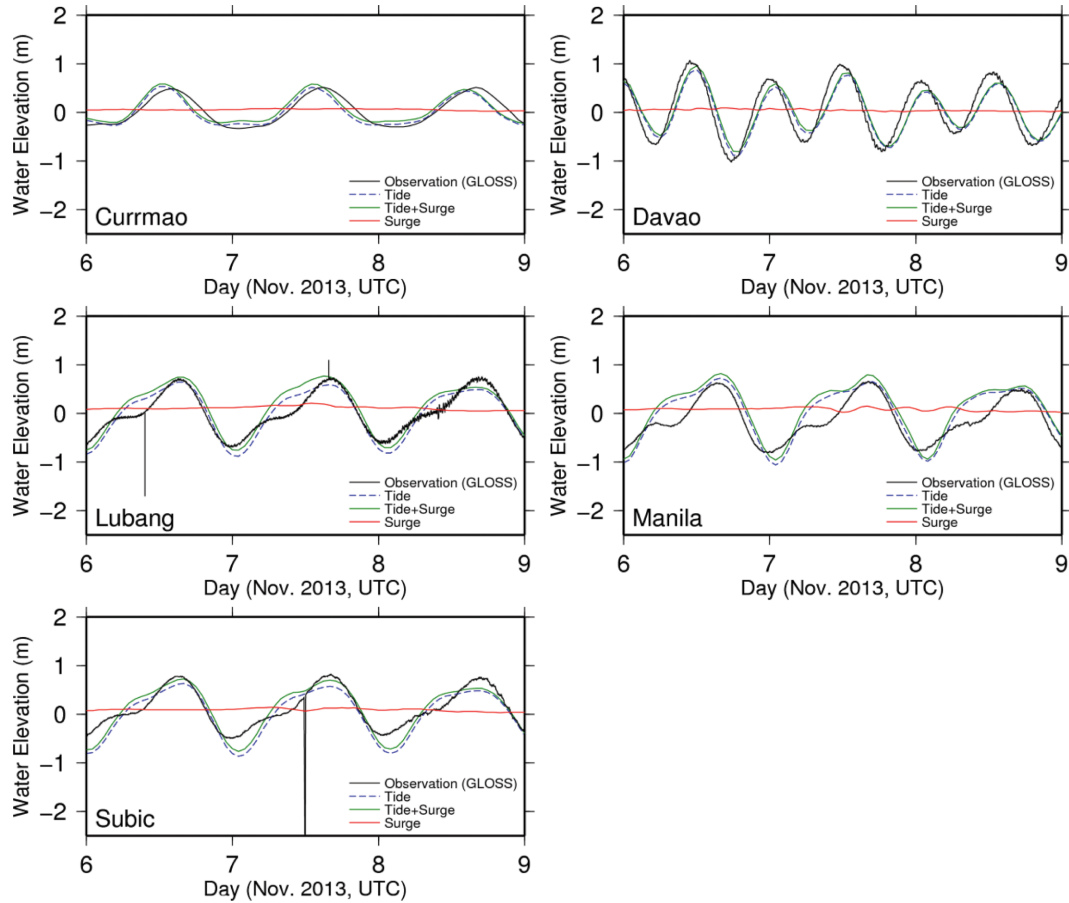 2
1
0
−1
−2
Water Elevation (m)
Observation (GLOSS)
Tide
Tide+Surge
Surge
Currmao
6 7 8 9
Day (Nov. 2013, UTC)
2
1
0
−1
−2
Water Elevation (m)
Observation (GLOSS)
Tide
Tide+Surge
Surge
Davao
6 7 8 9
Day (Nov. 2013, UTC)
2
1
0
−1
−2
Water Elevation (m)
Observation (GLOSS)
Tide
Tide+Surge
Surge
Lubang
6 7 8 9
Day (Nov. 2013, UTC)
2
1
0
−1
−2
Water Elevation (m)
Observation (GLOSS)
Tide
Tide+Surge
Surge
Manila
6 7 8 9
Day (Nov. 2013, UTC)
2
1
0
−1
−2
Water Elevation (m)
Observation (GLOSS)
Tide
Tide+Surge
Surge
Subic
6 7 8 9
Day (Nov. 2013, UTC)